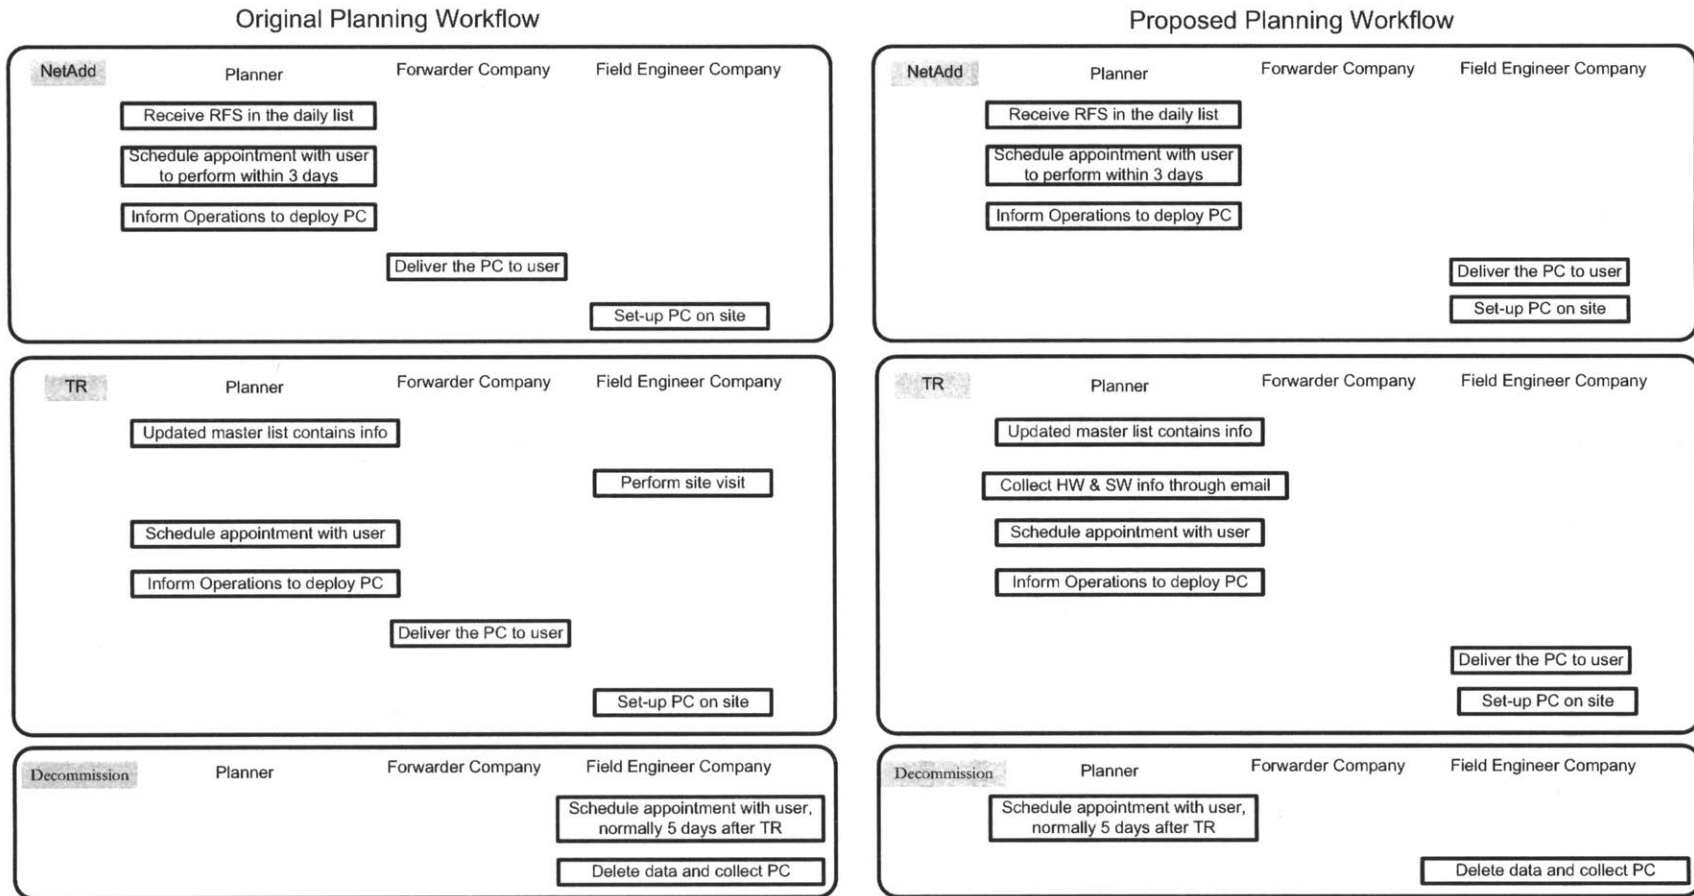 Original Planning Workflow
NetAdd
Planner
Forwarder Company
Field Engineer Company
Receive RFS in the daily list
Schedule appointment with user
to perform within 3 days
Inform Operations to deploy PC
Deliver the PC to user
Set-up PC on site
TR
Planner
Forwarder Company
Field Engineer Company
Updated master list contains info
Perform site visit
Schedule appointment with user
Inform Operations to deploy PC
Deliver the PC to user
Set-up PC on site
Decommission
Planner
Forwarder Company
Field Engineer Company
Schedule appointment with user,
normally 5 days after TR
Delete data and collect PC
Proposed Planning Workflow
NetAdd
Planner
Forwarder Company
Field Engineer Company
Receive RFS in the daily list
Schedule appointment with user
to perform within 3 days
Inform Operations to deploy PC
Deliver the PC to user
Set-up PC on site
TR
Planner
Forwarder Company
Field Engineer Company
Updated master list contains info
Collect HW & SW info through email
Schedule appointment with user
Inform Operations to deploy PC
Deliver the PC to user
Set-up PC on site
Decommission
Planner
Forwarder Company
Field Engineer Company
Schedule appointment with user,
normally 5 days after TR
Delete data and collect PC